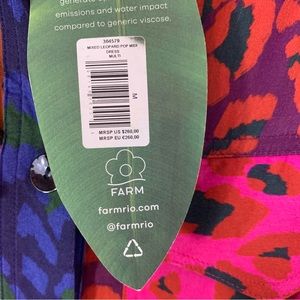 generate
emissions and water impact
compared to generic viscose.
304579
MIXED LEOPARD POP MIDI
DRESS
MULTI
M
MRSP US $260,00
MRSP EU €260,00
FARM
farmrio.com
@farmrio